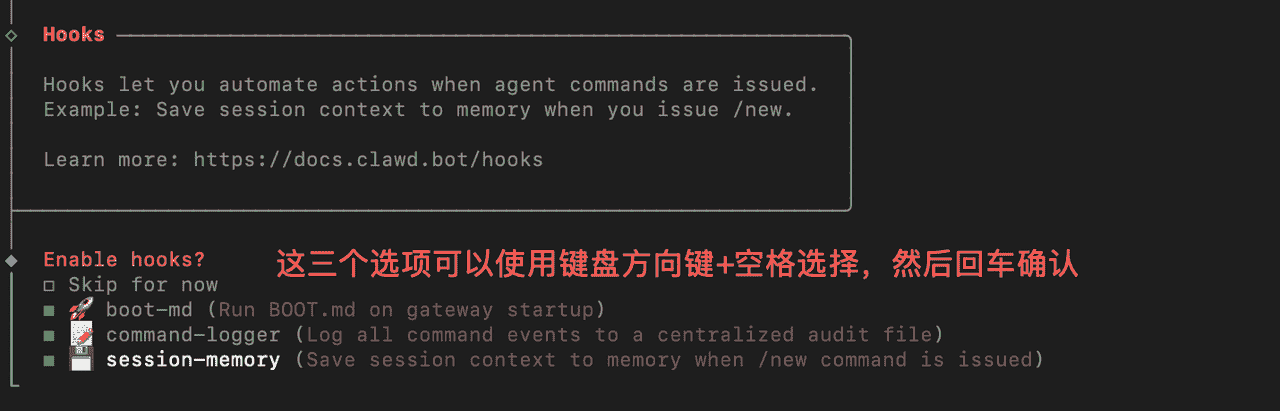 Hooks
Hooks let you automate actions when agent commands are issued.
Example: Save session context to memory when you issue /new.
Learn more: https://docs.clawd.bot/hooks
Enable hooks? 这三个选项可以使用键盘方向键+空格选择，然后回车确认
Skip for now
boot-md (Run BOOT.md on gateway startup)
command-logger (Log all command events to a centralized audit file)
session-memory (Save session context to memory when /new command is issued)